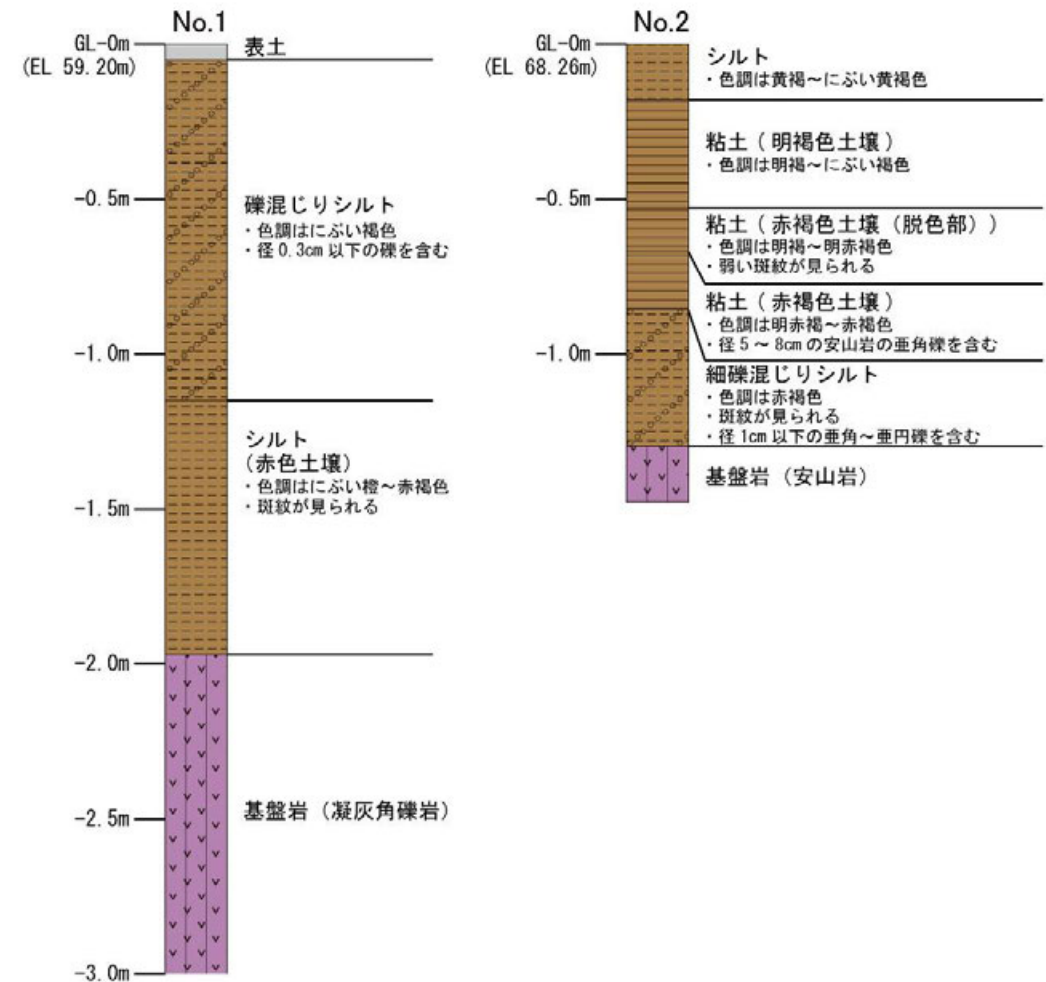 No.1
GL-0m
(EL 59.20m)
-0.5m
-1.0m
-1.5m
-2.0m
-2.5m
-3.0m
表土
礫混じりシルト
・色調はにぶい褐色
・径 0.3cm 以下の礫を含む
シルト
(赤色土壌)
・色調はにぶい橙～赤褐色
・斑紋が見られる
基盤岩（凝灰角礫岩）
No.2
GL-0m
(EL 68.26m)
-0.5m
-1.0m
シルト
・色調は黄褐～にぶい黄褐色
粘土 ( 明褐色土壌 )
・色調は明褐～にぶい褐色
粘土 ( 赤褐色土壌（脱色部））
・色調は明褐～明赤褐色
・弱い斑紋が見られる
粘土 ( 赤褐色土壌 )
・色調は明赤褐～赤褐色
・径 5 ～ 8cm の安山岩の亜角礫を含む
細礫混じりシルト
・色調は赤褐色
・斑紋が見られる
・径 1cm 以下の亜角～亜円礫を含む
基盤岩（安山岩）